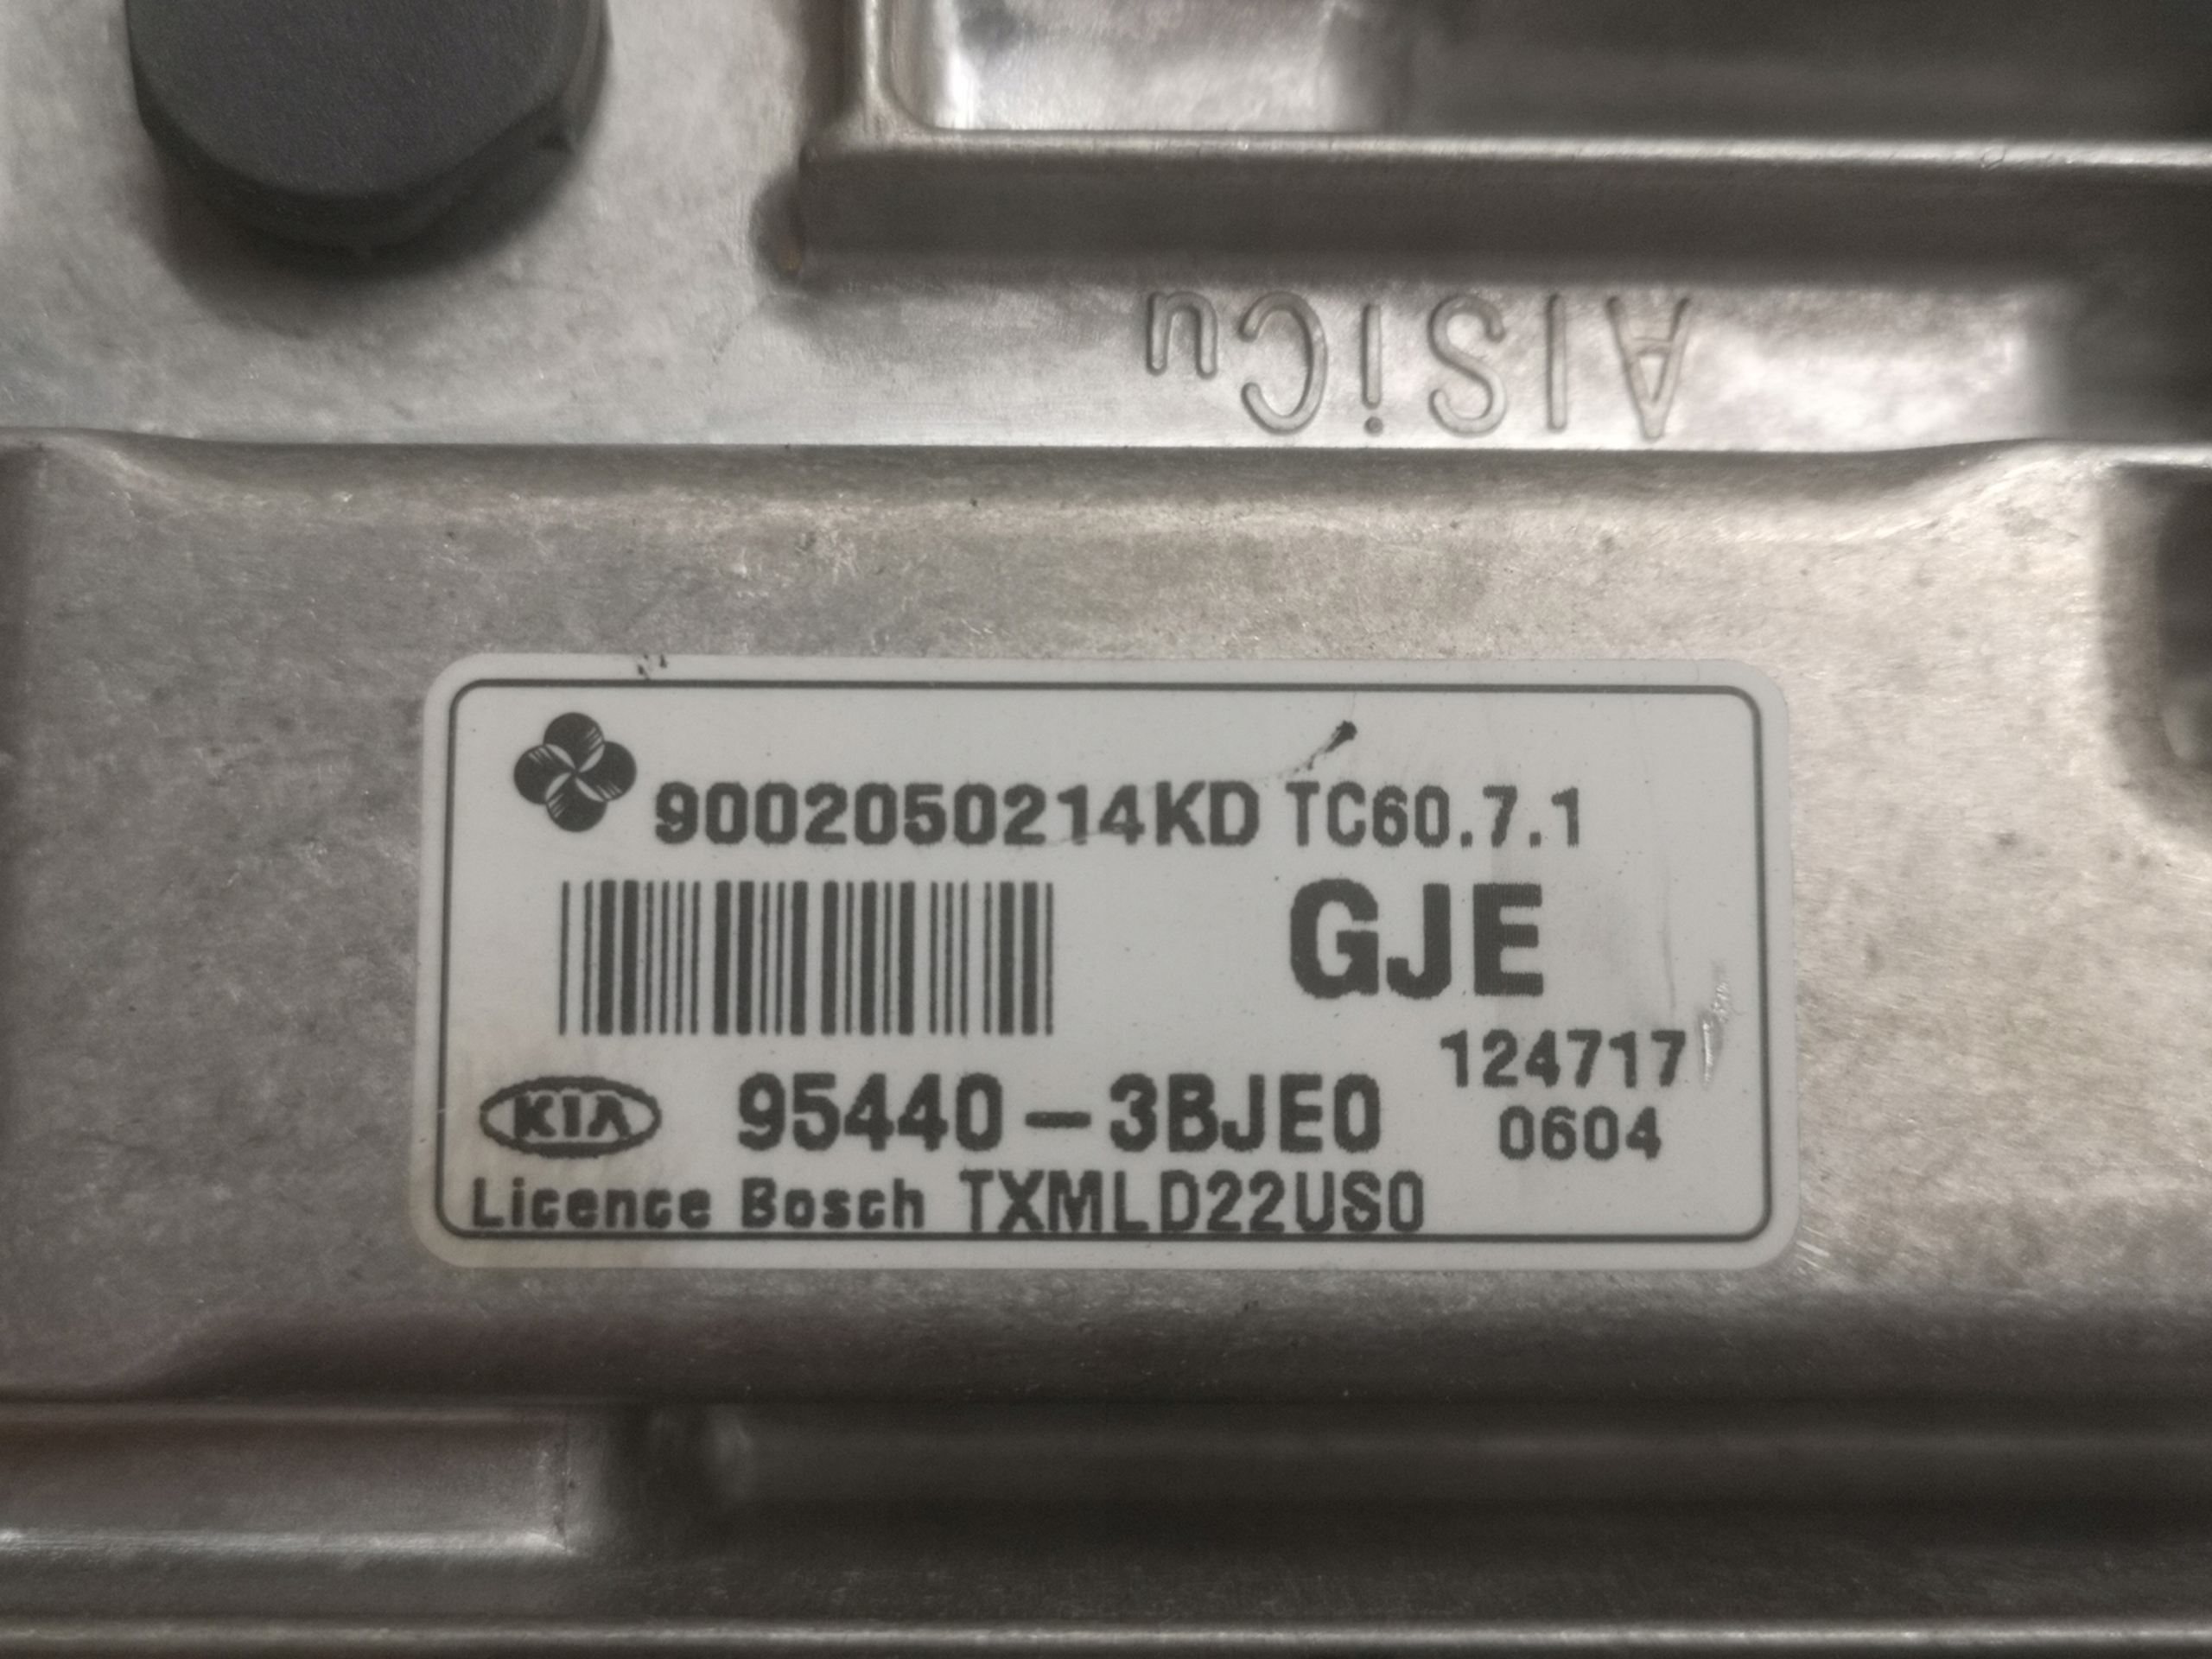 AlSiCu
9002050214KD TC60.7.1
GJE
124717
KIA 95440-3BJE0
0604
Licence Bosch TXMLD22US0